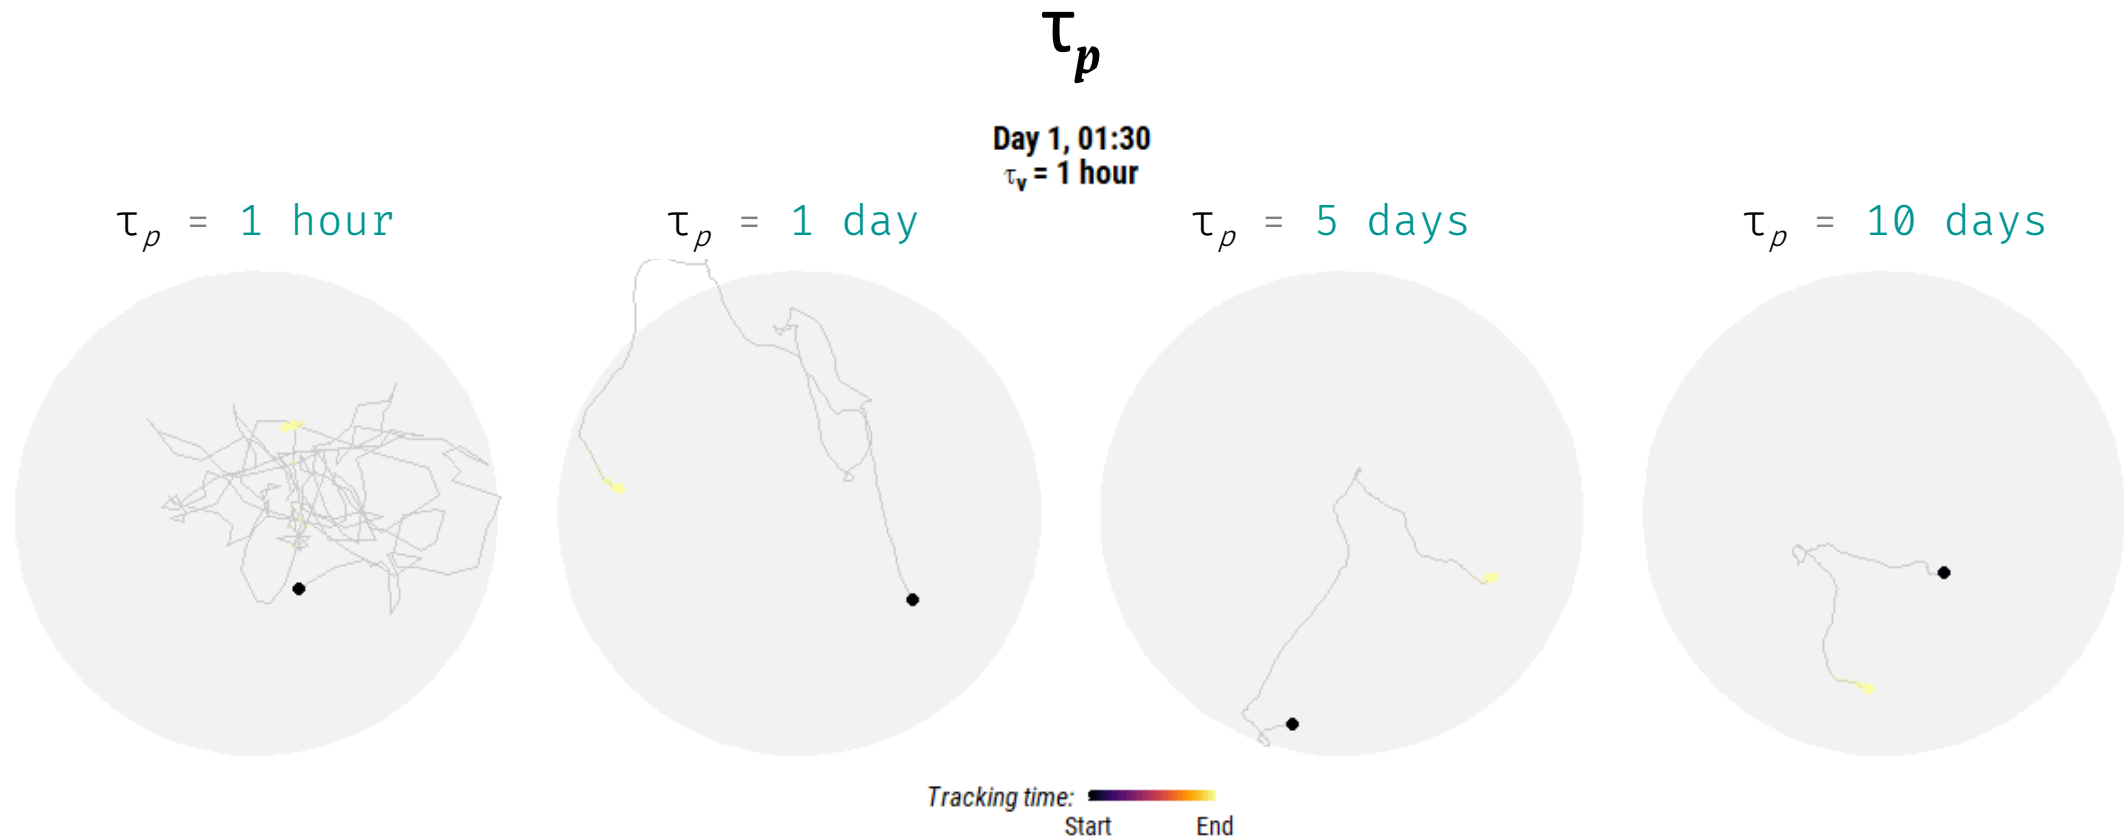 τp
Day 1, 01:30
τv = 1 hour
τp = 1 hour
τp = 1 day
τp = 5 days
τp = 10 days
Tracking time:
Start End